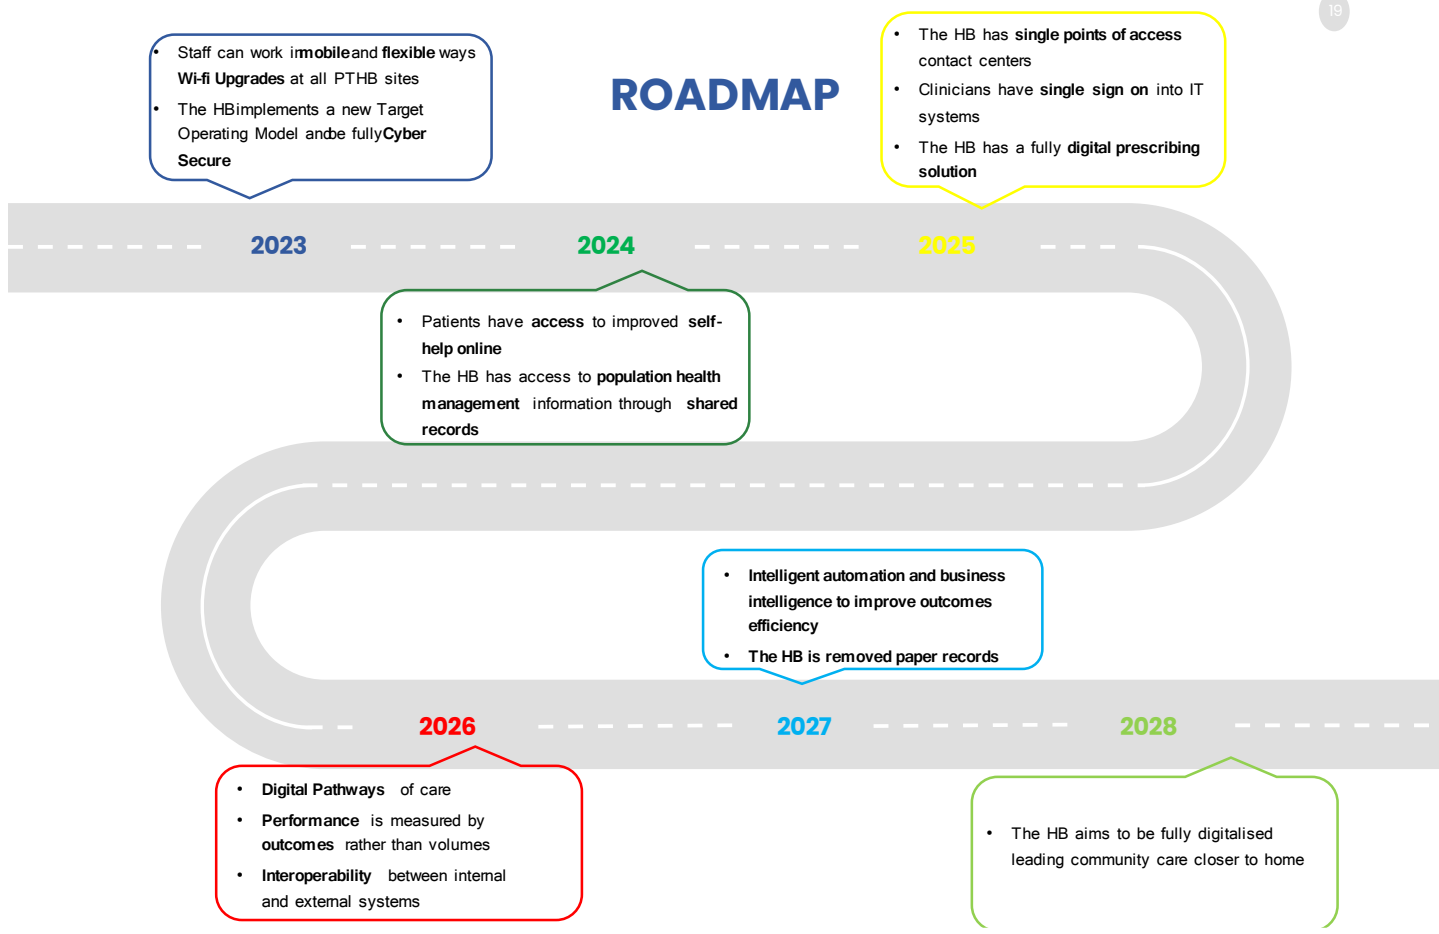 19
ROADMAP
• Staff can work inmobile and flexible ways
Wi-fi Upgrades at all PTHB sites
• The HBimplements a new Target
Operating Model andbe fullyCyber
Secure
• The HB has single points of access
contact centers
• Clinicians have single sign on into IT
systems
• The HB has a fully digital prescribing
solution
2023
2024
2025
• Patients have access to improved self-
help online
• The HB has access to population health
management information through shared
records
• Intelligent automation and business
intelligence to improve outcomes
efficiency
• The HB is removed paper records
2026
2027
2028
• Digital Pathways of care
• Performance is measured by
outcomes rather than volumes
• Interoperability between internal
and external systems
• The HB aims to be fully digitalised
leading community care closer to home